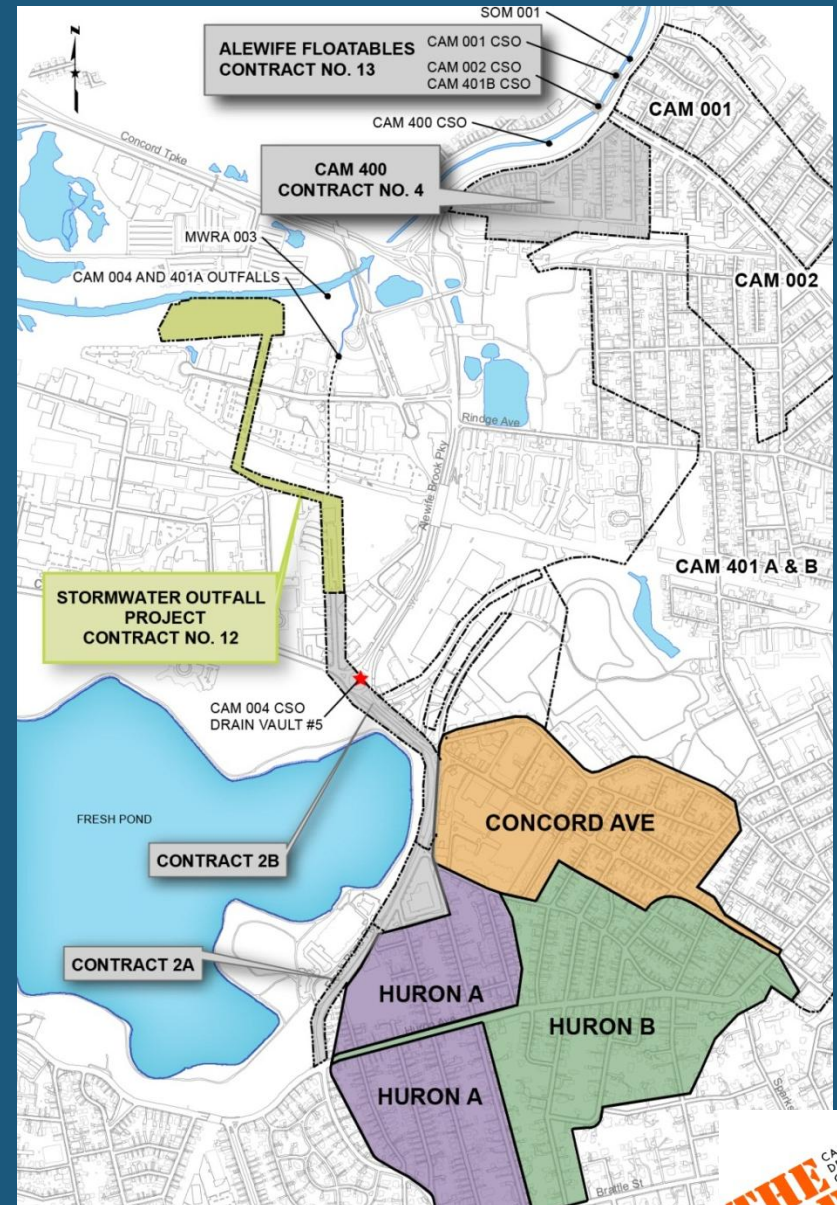 SOM 001
ALEWIFE FLOATABLES
CONTRACT NO. 13
CAM 001 CSO
CAM 002 CSO
CAM 401B CSO
CAM 001
CAM 400 CSO
Concord Tpke
CAM 400
CONTRACT NO. 4
MWRA 003
CAM 004 AND 401A OUTFALLS
CAM 002
Rindge Ave
Alewife Brook Pky
CAM 401 A & B
STORMWATER OUTFALL
PROJECT
CONTRACT NO. 12
CAM 004 CSO
DRAIN VAULT #5
FRESH POND
CONCORD AVE
CONTRACT 2B
CONTRACT 2A
HURON A
HURON B
HURON A
Brattle St
THE